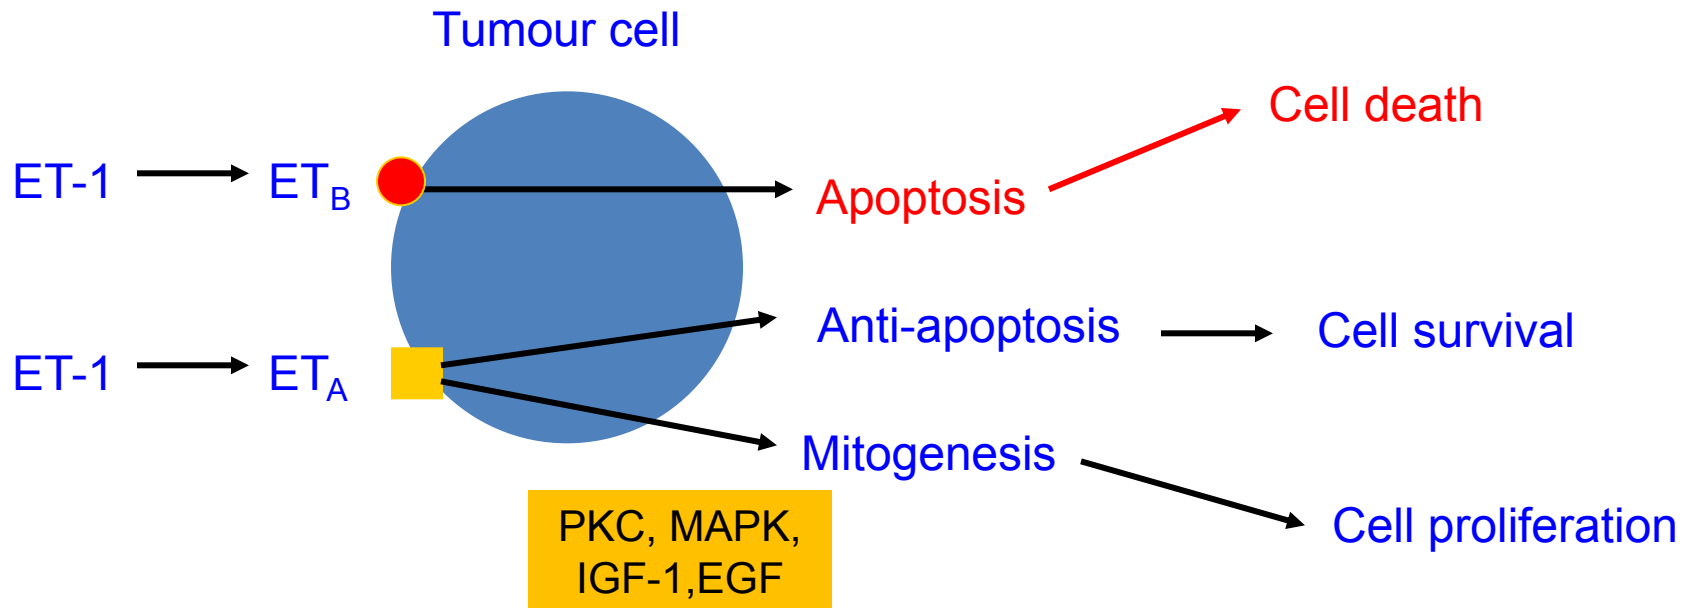 Tumour cell
Cell death
ET-1
ETB
Apoptosis
Anti-apoptosis
Cell survival
ET-1
ETA
Mitogenesis
PKC, MAPK,
IGF-1,EGF
Cell proliferation